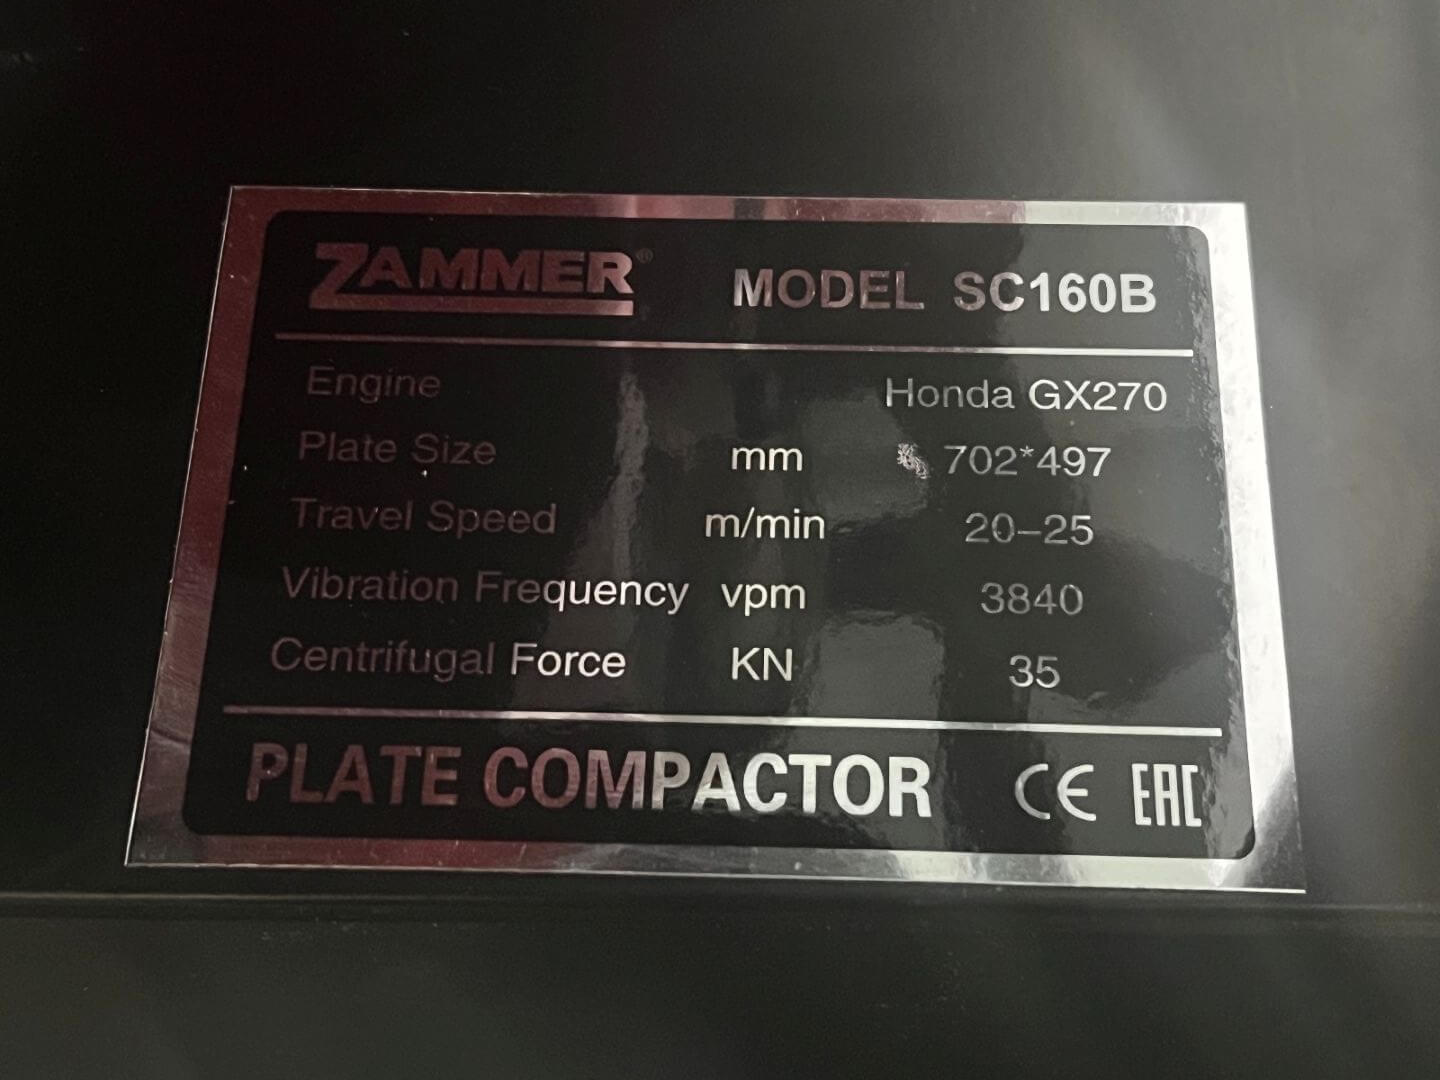 ZAMMER® MODEL SC160B
Engine Honda GX270
Plate Size mm 702*497
Travel Speed m/min 20–25
Vibration Frequency vpm 3840
Centrifugal Force KN 35
PLATE COMPACTOR CE EAC